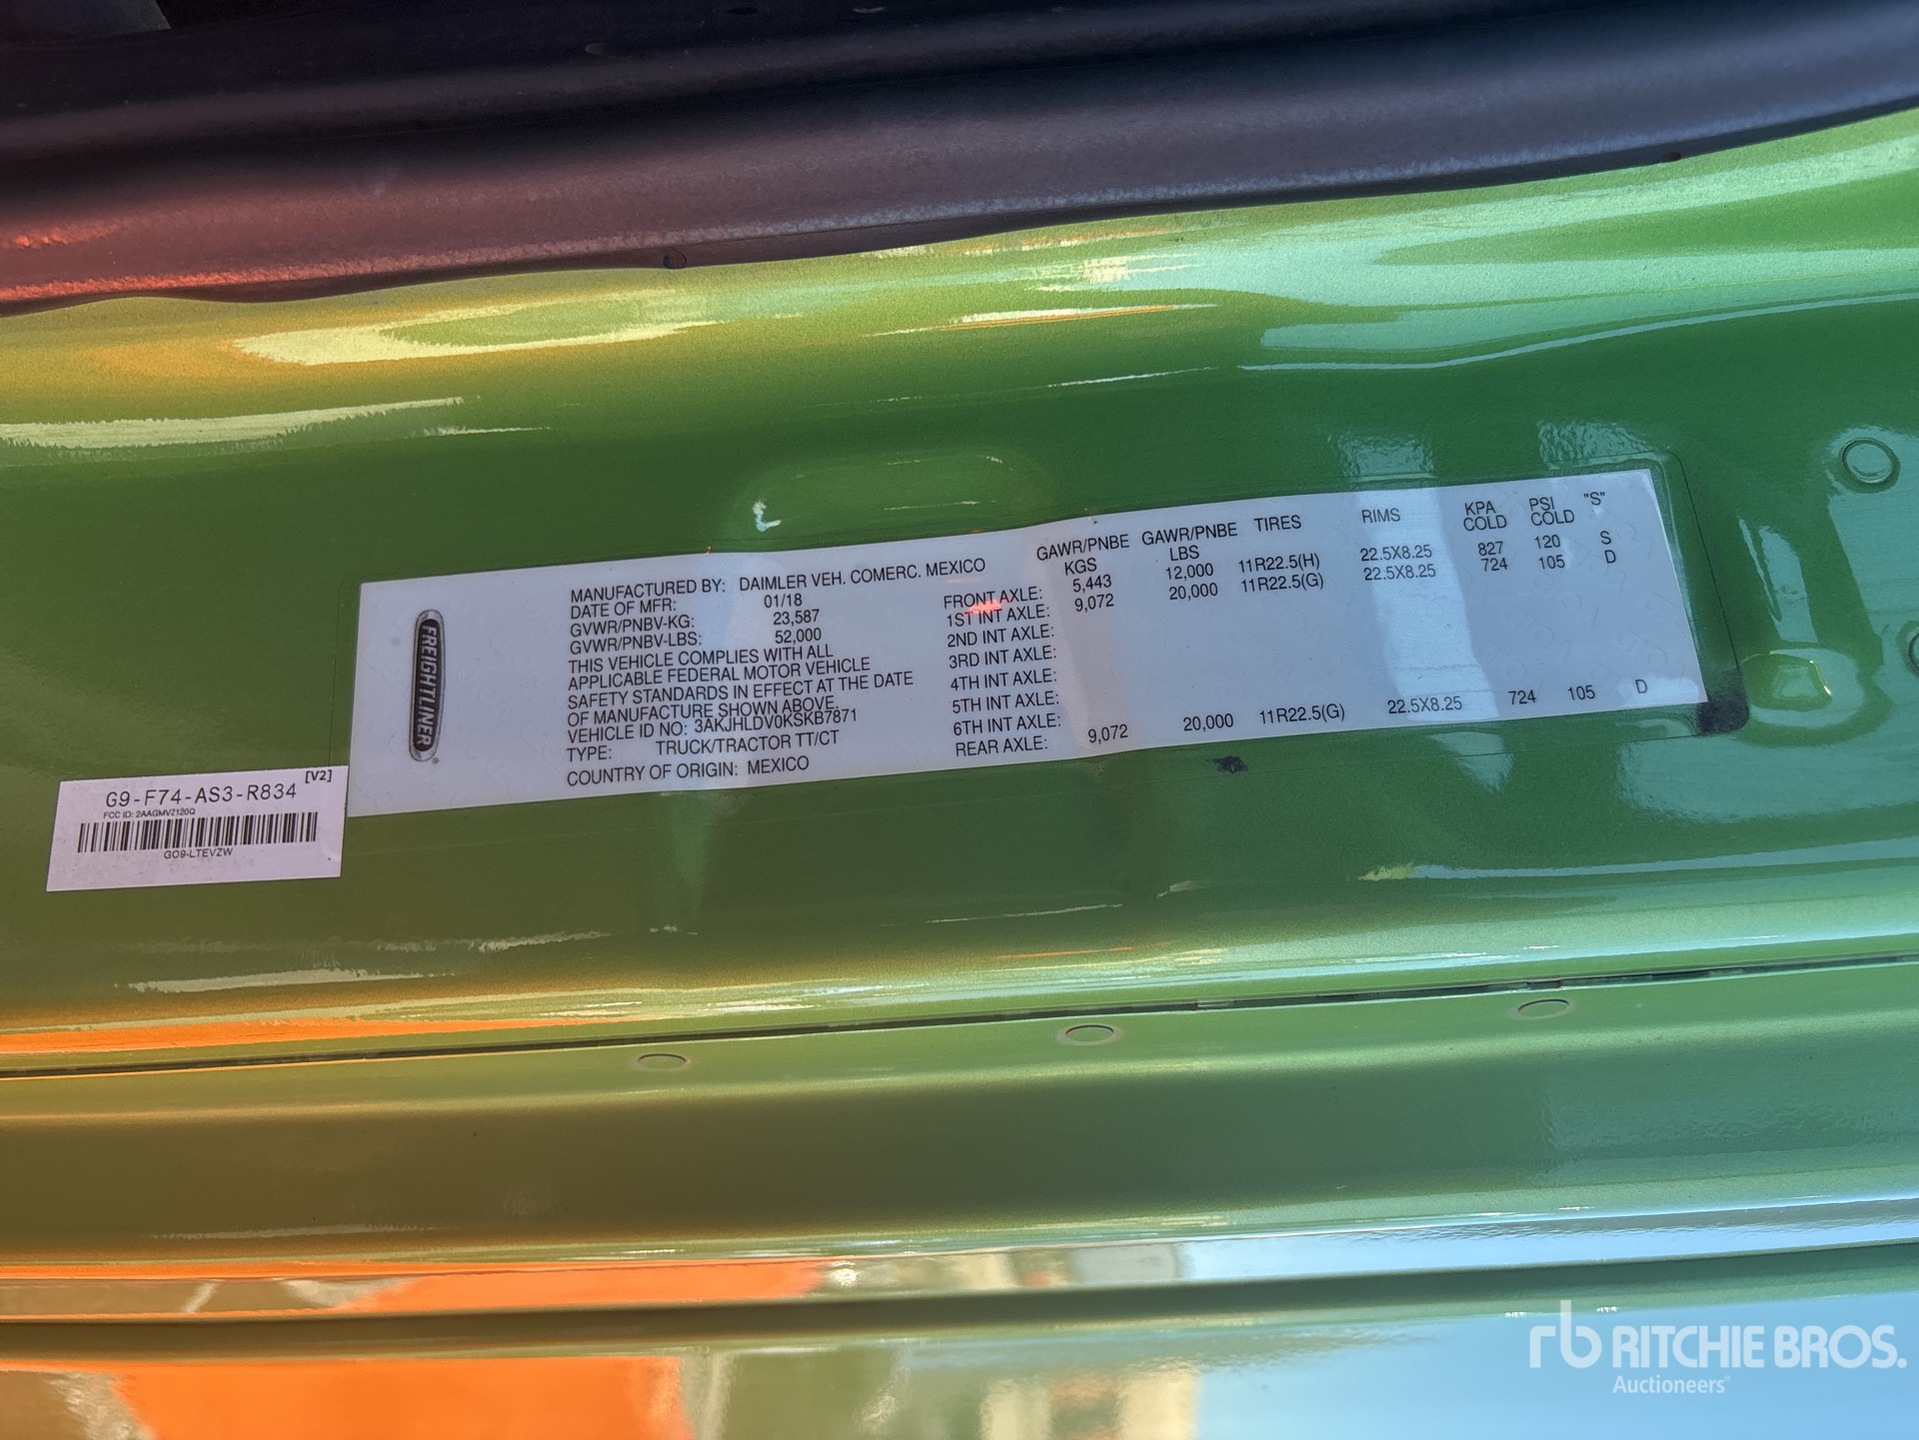 FREIGHTLINER
MANUFACTURED BY: DAIMLER VEH. COMERC. MEXICO
DATE OF MFR: 01/18
GVWR/PNBV-KG: 23,587
GVWR/PNBV-LBS: 52,000
THIS VEHICLE COMPLIES WITH ALL
APPLICABLE FEDERAL MOTOR VEHICLE
SAFETY STANDARDS IN EFFECT AT THE DATE
OF MANUFACTURE SHOWN ABOVE.
VEHICLE ID NO: 3AKJHLDV0KSKB7871
TYPE: TRUCK/TRACTOR TT/CT
COUNTRY OF ORIGIN: MEXICO
GAWR/PNBE KGS GAWR/PNBE LBS TIRES RIMS KPA COLD PSI COLD "S"
FRONT AXLE: 5,443 12,000 11R22.5(H) 22.5X8.25 827 120 S
1ST INT AXLE: 9,072 20,000 11R22.5(G) 22.5X8.25 724 105 D
2ND INT AXLE:
3RD INT AXLE:
4TH INT AXLE:
5TH INT AXLE:
6TH INT AXLE:
REAR AXLE: 9,072 20,000 11R22.5(G) 22.5X8.25 724 105 D
[V2]
G9-F74-AS3-R834
FCC ID: 2AAGMVZ120Q
GO9-LTEVZW
rb RITCHIE BROS.
Auctioneers